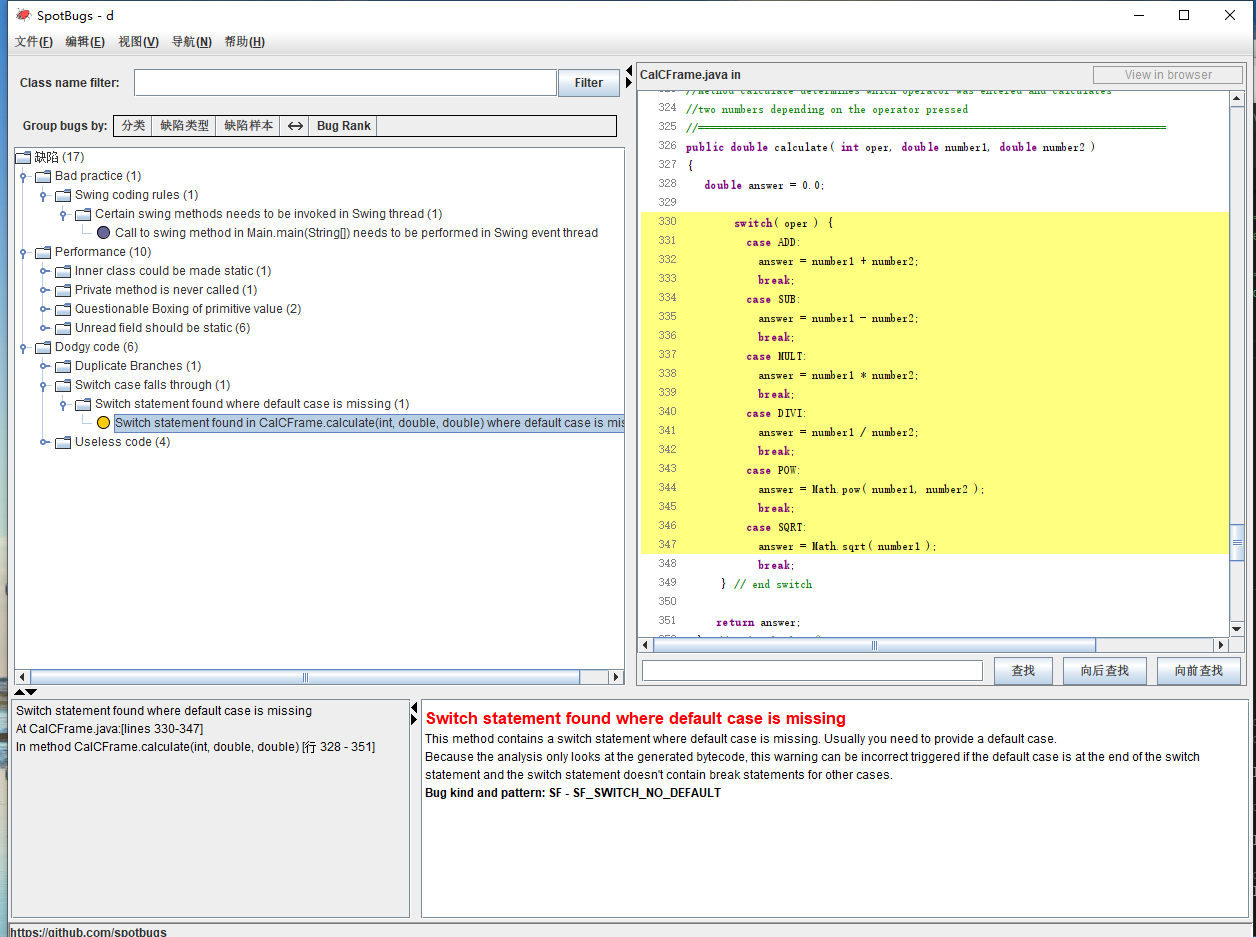 SpotBugs - d
文件(F) 编辑(E) 视图(V) 导航(N) 帮助(H)
Class name filter:
Filter
Group bugs by: 分类 缺陷类型 缺陷样本 ↔ Bug Rank
缺陷 (17)
Bad practice (1)
Swing coding rules (1)
Certain swing methods needs to be invoked in Swing thread (1)
Call to swing method in Main.main(String[]) needs to be performed in Swing event thread
Performance (10)
Inner class could be made static (1)
Private method is never called (1)
Questionable Boxing of primitive value (2)
Unread field should be static (6)
Dodgy code (6)
Duplicate Branches (1)
Switch case falls through (1)
Switch statement found where default case is missing (1)
Switch statement found in CalCFrame.calculate(int, double, double) where default case is mis
Useless code (4)
CalCFrame.java in
View in browser
//Method calculate determines which operator was entered and calculates
324 //two numbers depending on the operator pressed
325 //==============================================================================
326 public double calculate( int oper, double number1, double number2 )
327 {
328 double answer = 0.0;
329
330 switch( oper ) {
331 case ADD:
332 answer = number1 + number2;
333 break;
334 case SUB:
335 answer = number1 - number2;
336 break;
337 case MULT:
338 answer = number1 * number2;
339 break;
340 case DIVI:
341 answer = number1 / number2;
342 break;
343 case POW:
344 answer = Math.pow( number1, number2 );
345 break;
346 case SQRT:
347 answer = Math.sqrt( number1 );
348 break;
349 } // end switch
350
351 return answer;
查找 向后查找 向前查找
Switch statement found where default case is missing
At CalCFrame.java:[lines 330-347]
In method CalCFrame.calculate(int, double, double) [行 328 - 351]
Switch statement found where default case is missing
This method contains a switch statement where default case is missing. Usually you need to provide a default case.
Because the analysis only looks at the generated bytecode, this warning can be incorrect triggered if the default case is at the end of the switch
statement and the switch statement doesn't contain break statements for other cases.
Bug kind and pattern: SF - SF_SWITCH_NO_DEFAULT
https://github.com/spotbugs